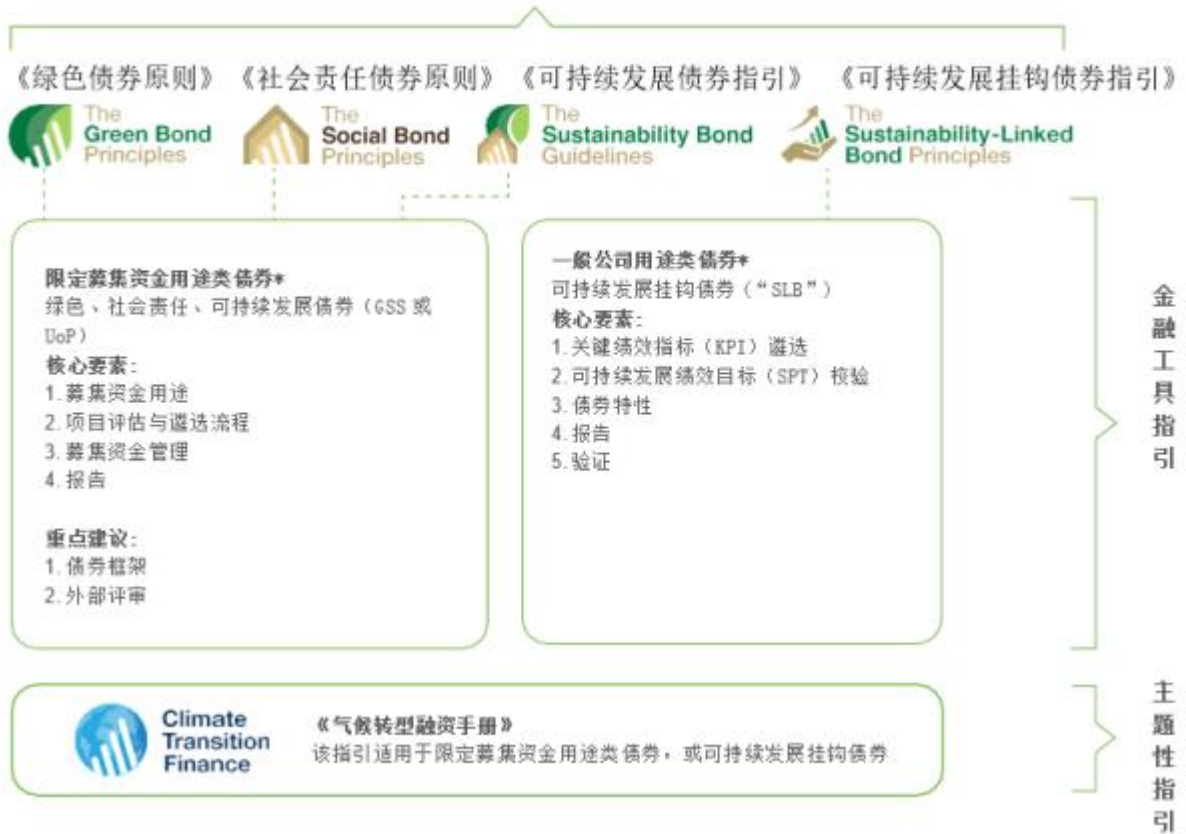 《绿色债券原则》
《社会责任债券原则》
《可持续发展债券指引》
《可持续发展挂钩债券指引》
The
Green Bond
Principles
The
Social Bond
Principles
The
Sustainability Bond
Guidelines
The
Sustainability-Linked
Bond Principles
限定募集资金用途类债券*
绿色、社会责任、可持续发展债券（GSS 或
UoP）
核心要素：
1.募集资金用途
2.项目评估与遴选流程
3.募集资金管理
4.报告
重点建议：
1.债券框架
2.外部评审
一般公司用途类债券*
可持续发展挂钩债券（“SLB”）
核心要素：
1.关键绩效指标（KPI）遴选
2.可持续发展绩效目标（SPT）校验
3.债券特性
4.报告
5.验证
金融工具指引
Climate
Transition
Finance
《气候转型融资手册》
该指引适用于限定募集资金用途类债券，或可持续发展挂钩债券
主题性指引